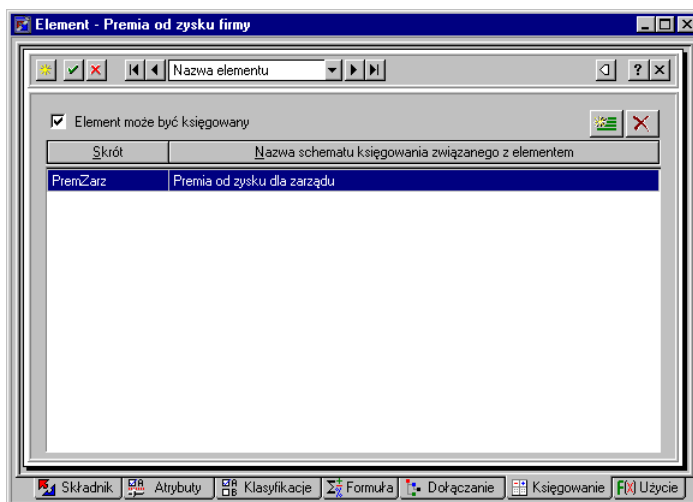 Element - Premia od zysku firmy
Nazwa elementu
Element może być księgowany
Skrót Nazwa schematu księgowania związanego z elementem
PremZarz Premia od zysku dla zarządu
Składnik Atrybuty Klasyfikacje Formuła Dołączanie Księgowanie F(X) Użycie